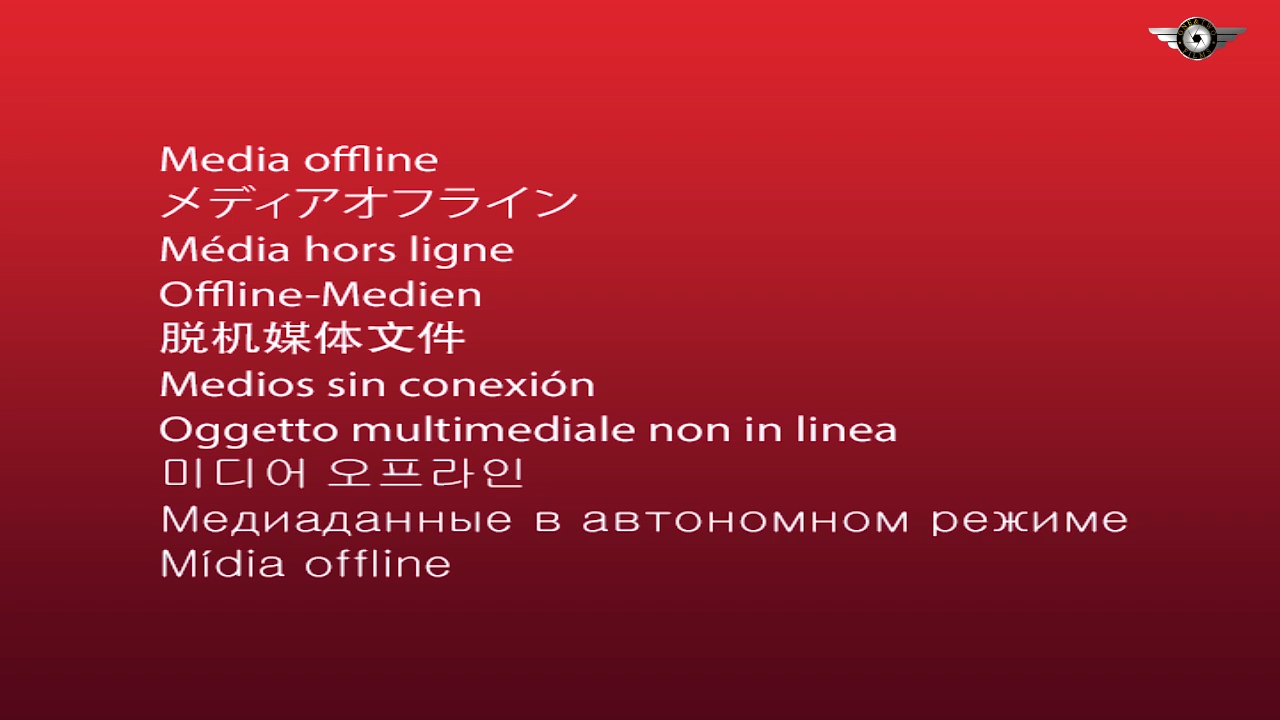 Media offline
メディアオフライン
Média hors ligne
Offline-Medien
脱机媒体文件
Medios sin conexión
Oggetto multimediale non in linea
미디어 오프라인
Медиаданные в автономном режиме
Mídia offline